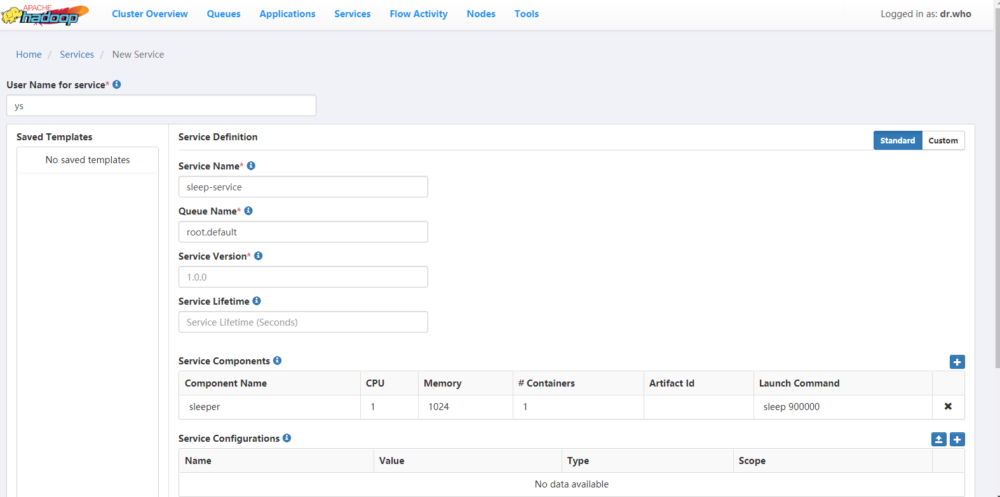 APACHE
hadoop
Cluster Overview Queues Applications Services Flow Activity Nodes Tools Logged in as: dr.who
Home / Services / New Service
User Name for service*
ys
Saved Templates
No saved templates
Service Definition
Standard Custom
Service Name*
sleep-service
Queue Name*
root.default
Service Version*
1.0.0
Service Lifetime
Service Lifetime (Seconds)
Service Components
Component Name CPU Memory # Containers Artifact Id Launch Command
sleeper 1 1024 1 sleep 900000
Service Configurations
Name Value Type Scope
No data available